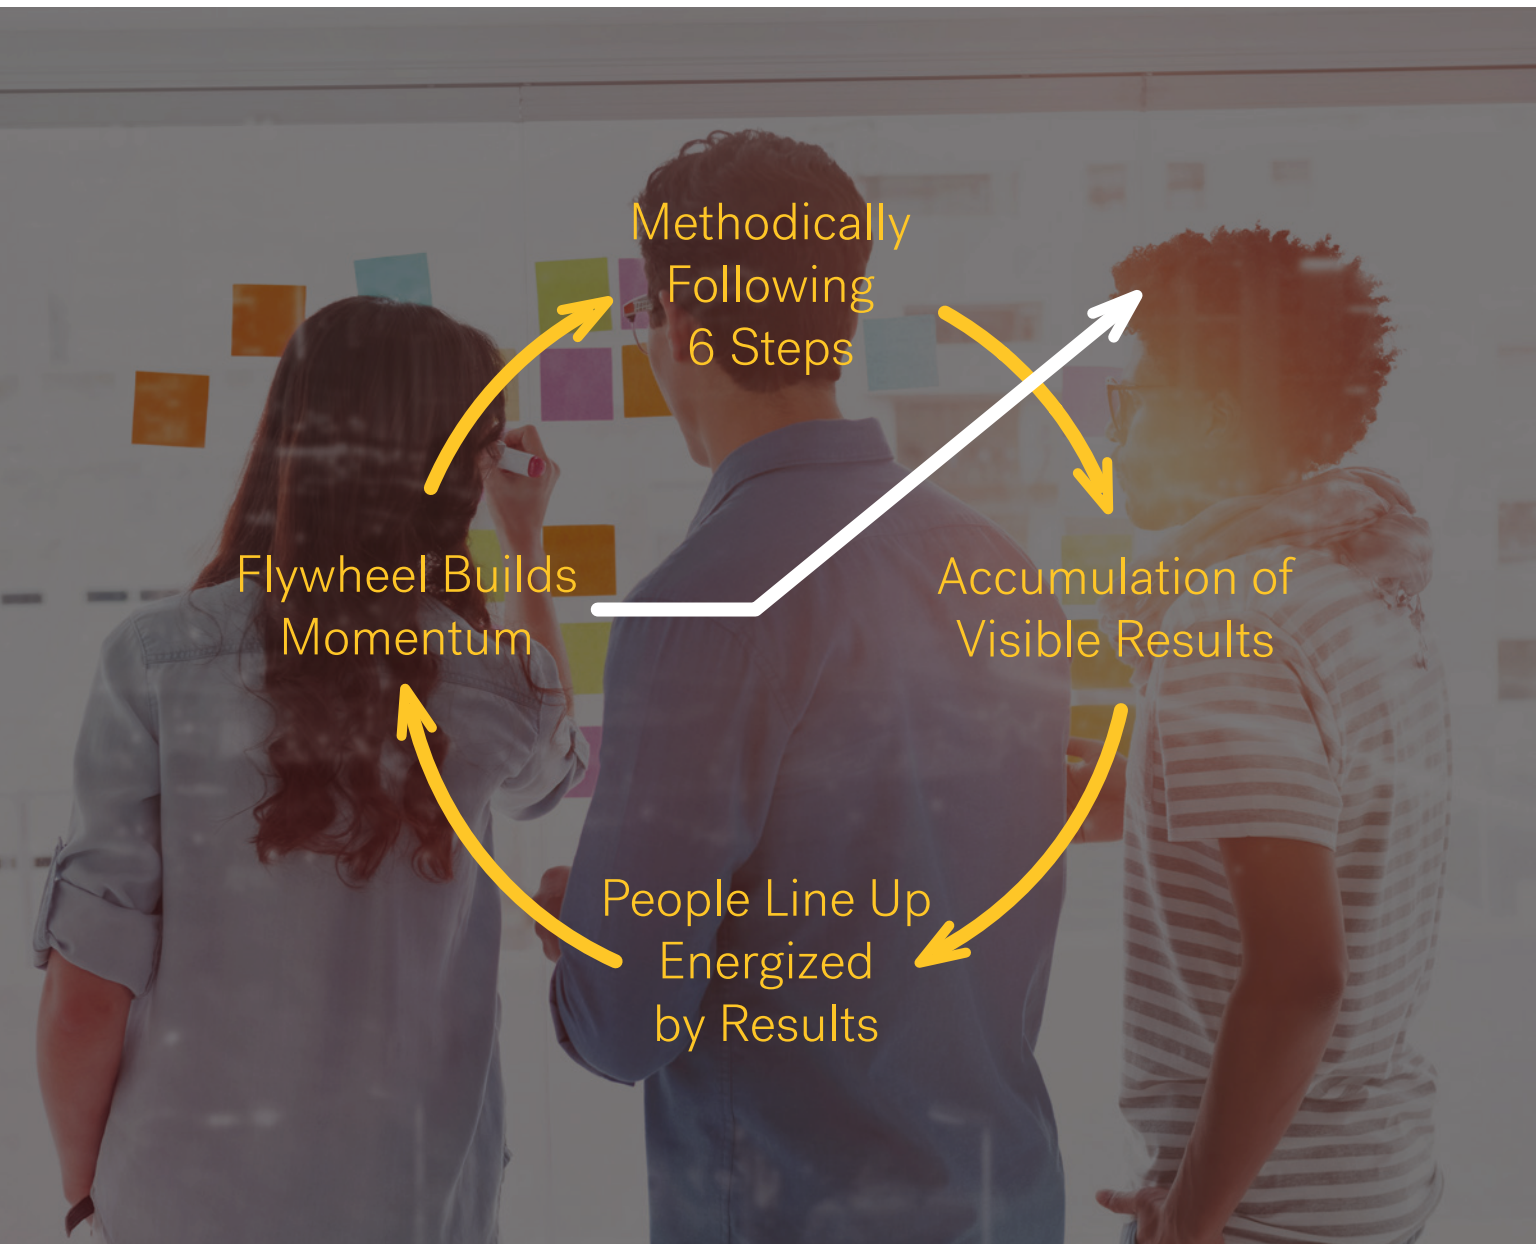 Methodically
Following
6 Steps
Flywheel Builds
Momentum
Accumulation of
Visible Results
People Line Up
Energized
by Results